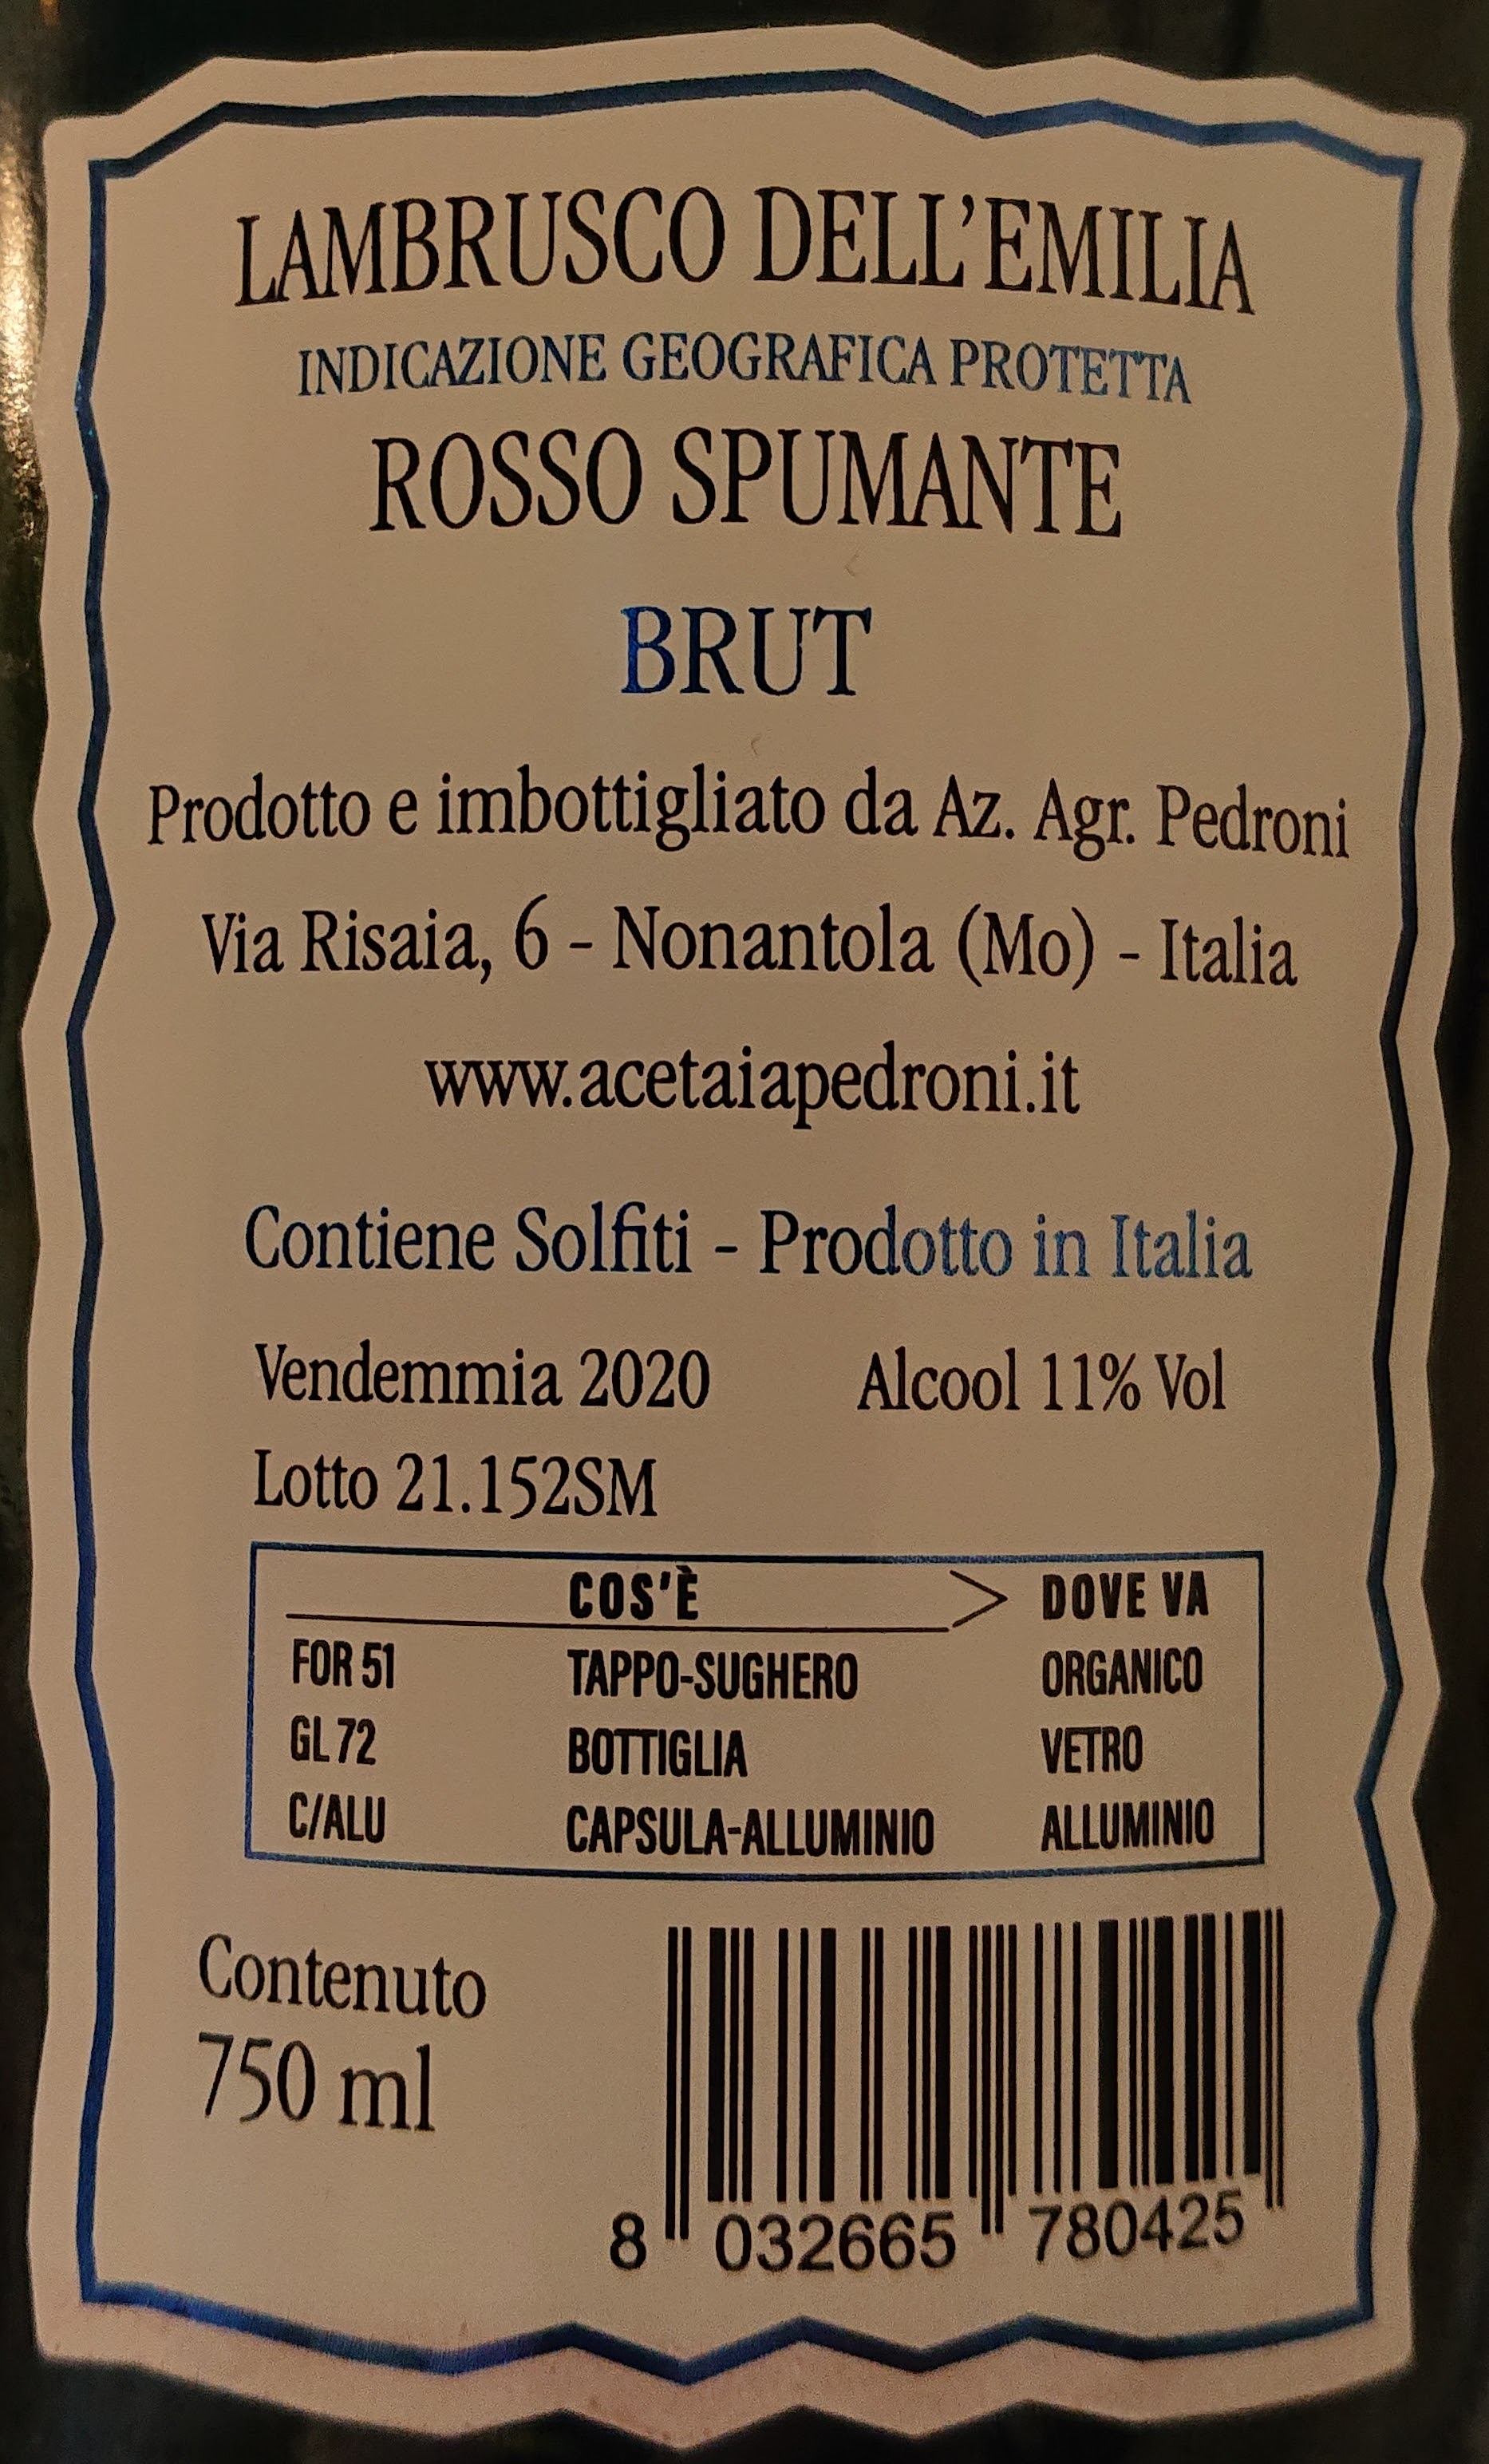 LAMBRUSCO DELL'EMILIA
INDICAZIONE GEOGRAFICA PROTETTA
ROSSO SPUMANTE
BRUT
Prodotto e imbottigliato da Az. Agr. Pedroni
Via Risaia, 6 - Nonantola (Mo) - Italia
www.acetaiapedroni.it
Contiene Solfiti - Prodotto in Italia
Vendemmia 2020 Alcool 11% Vol
Lotto 21.152SM
COS'È DOVE VA
FOR 51 TAPPO-SUGHERO ORGANICO
GL 72 BOTTIGLIA VETRO
C/ALU CAPSULA-ALLUMINIO ALLUMINIO
Contenuto
750 ml
8 032665 780425